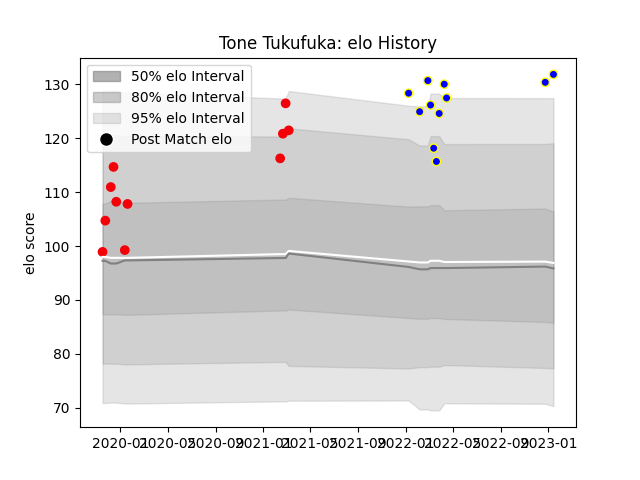 Tone Tukufuka: elo History
50% elo Interval
80% elo Interval
95% elo Interval
Post Match elo
elo score
130
120
110
100
90
80
70
2020-01 2020-05 2020-09 2021-01 2021-05 2021-09 2022-01 2022-05 2022-09 2023-01